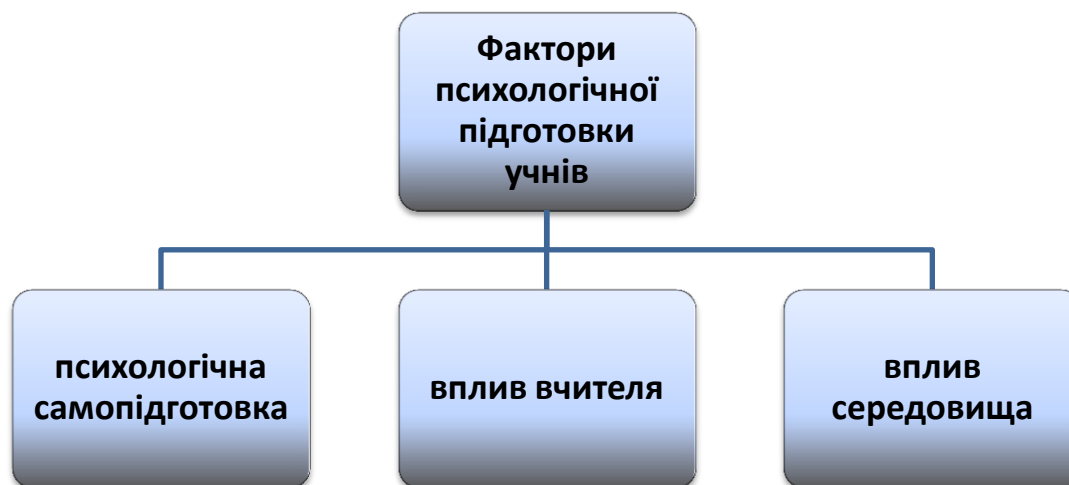 Фактори
психологічної
підготовки
учнів
психологічна
самопідготовка
вплив вчителя
вплив
середовища